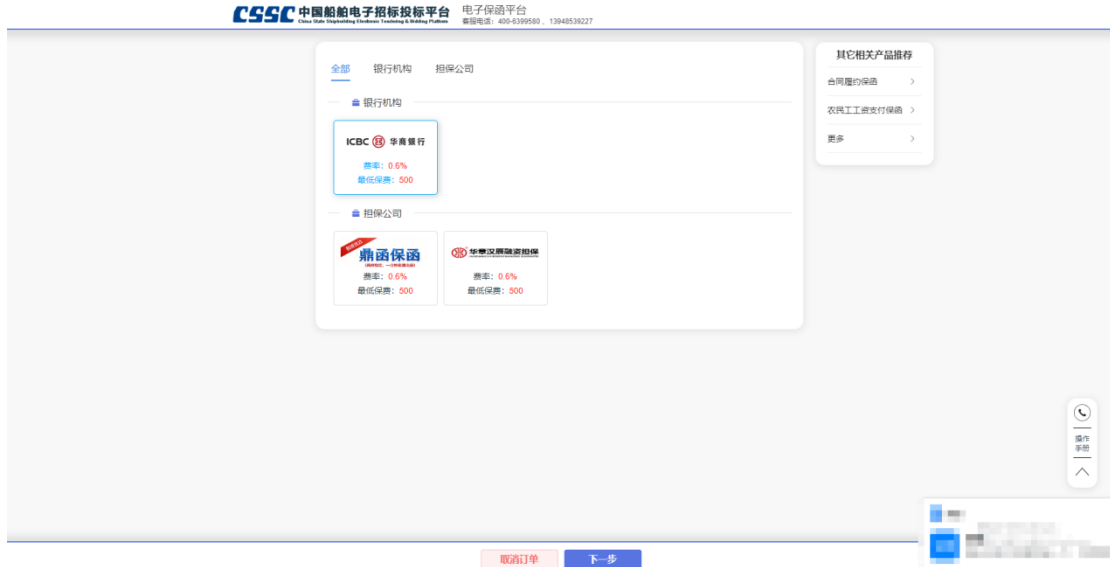 CSSC 中国船舶电子招标投标平台 电子保函平台
China State Shipbuilding Electronic Tendering & Bidding Platform 客服电话：400-6399580 、13948539227
全部 银行机构 担保公司
银行机构
ICBC 华商银行
费率：0.6%
最低保费：500
担保公司
鼎函保函
费率：0.6%
最低保费：500
华章汉辰融资担保
费率：0.6%
最低保费：500
其它相关产品推荐
合同履约保函
农民工工资支付保函
更多
操作
手册
取消订单 下一步